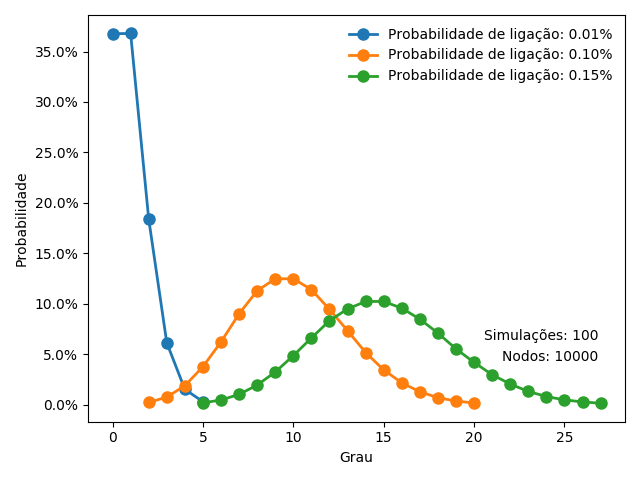 Probabilidade de ligação: 0.01%
Probabilidade de ligação: 0.10%
Probabilidade de ligação: 0.15%
35.0%
30.0%
25.0%
20.0%
15.0%
10.0%
5.0%
0.0%
Probabilidade
Simulações: 100
Nodos: 10000
0 5 10 15 20 25
Grau